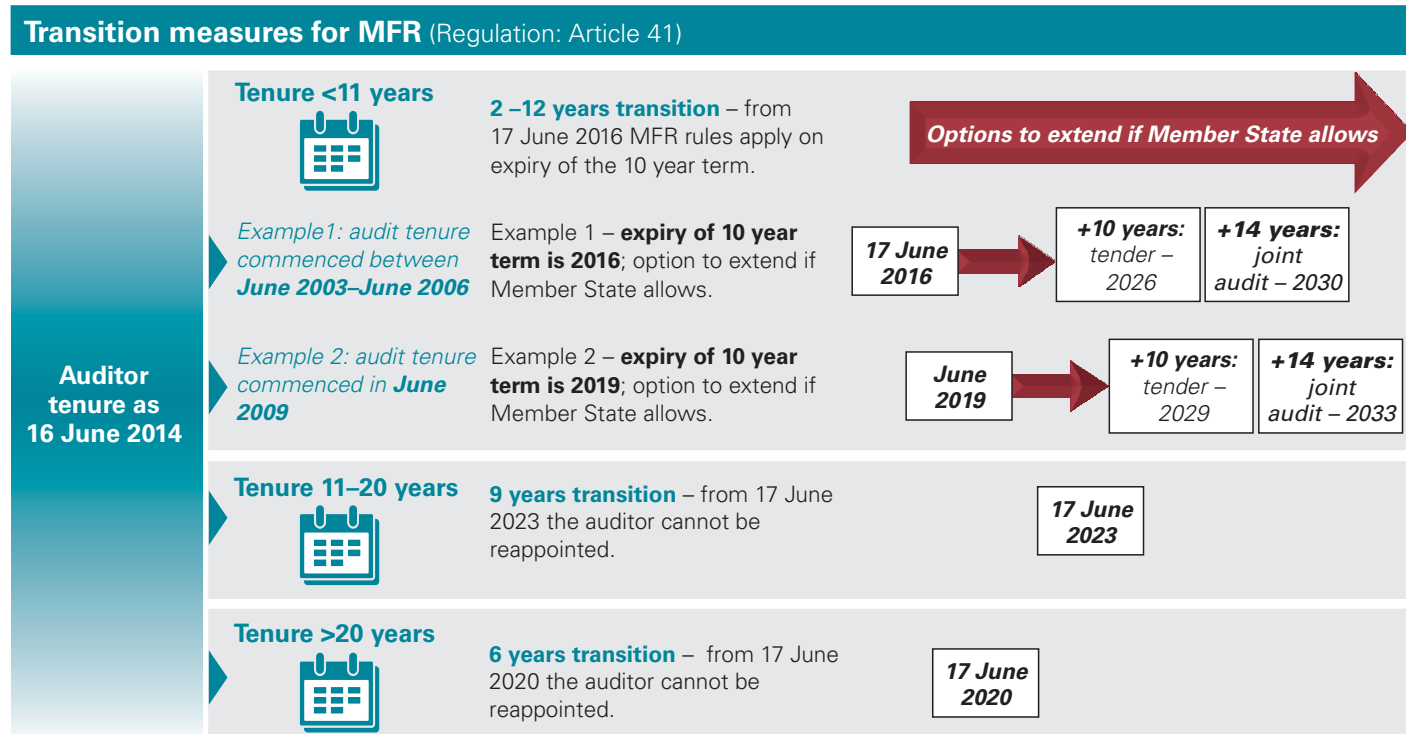 Transition measures for MFR (Regulation: Article 41)
Auditor
tenure as
16 June 2014
Tenure <11 years
2 –12 years transition – from
17 June 2016 MFR rules apply on
expiry of the 10 year term.
Options to extend if Member State allows
Example1: audit tenure
commenced between
June 2003–June 2006
Example 1 – expiry of 10 year
term is 2016; option to extend if
Member State allows.
17 June
2016
+10 years:
tender –
2026
+14 years:
joint
audit – 2030
Example 2: audit tenure
commenced in June
2009
Example 2 – expiry of 10 year
term is 2019; option to extend if
Member State allows.
June
2019
+10 years:
tender –
2029
+14 years:
joint
audit – 2033
Tenure 11–20 years
9 years transition – from 17 June
2023 the auditor cannot be
reappointed.
17 June
2023
Tenure >20 years
6 years transition – from 17 June
2020 the auditor cannot be
reappointed.
17 June
2020